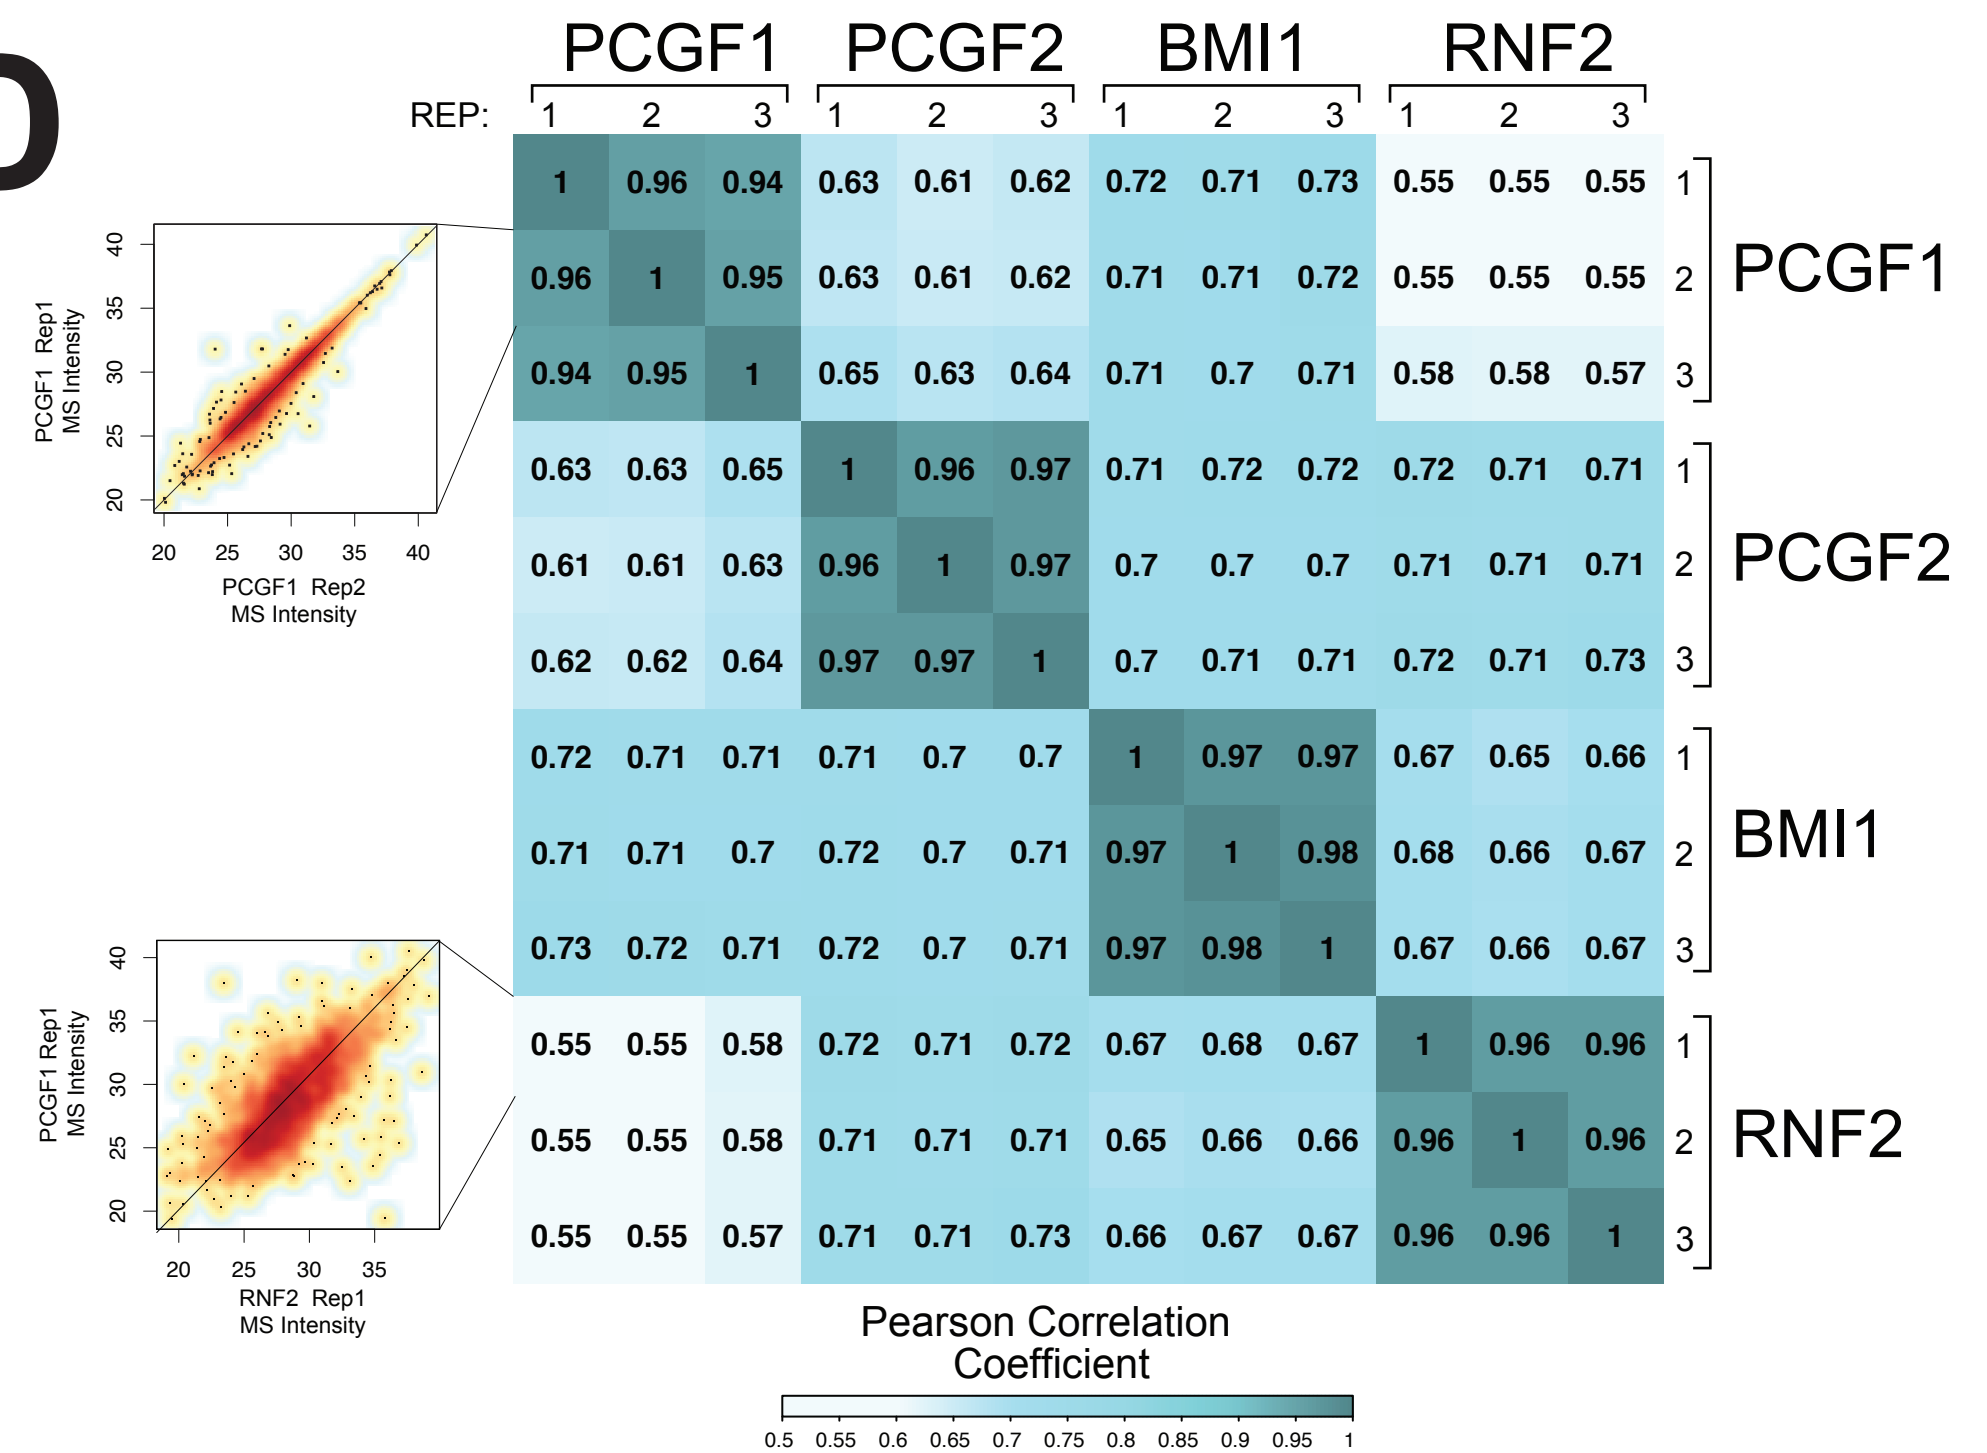 D
PCGF1 PCGF2 BMI1 RNF2
REP: 1 2 3 1 2 3 1 2 3 1 2 3
1 0.96 0.94 0.63 0.61 0.62 0.72 0.71 0.73 0.55 0.55 0.55 1
0.96 1 0.95 0.63 0.61 0.62 0.71 0.71 0.72 0.55 0.55 0.55 2
PCGF1
0.94 0.95 1 0.65 0.63 0.64 0.71 0.7 0.71 0.58 0.58 0.57 3
0.63 0.63 0.65 1 0.96 0.97 0.71 0.72 0.72 0.72 0.71 0.71 1
0.61 0.61 0.63 0.96 1 0.97 0.7 0.7 0.7 0.71 0.71 0.71 2
PCGF2
0.62 0.62 0.64 0.97 0.97 1 0.7 0.71 0.71 0.72 0.71 0.73 3
0.72 0.71 0.71 0.71 0.7 0.7 1 0.97 0.97 0.67 0.65 0.66 1
0.71 0.71 0.7 0.72 0.7 0.71 0.97 1 0.98 0.68 0.66 0.67 2
BMI1
0.73 0.72 0.71 0.72 0.7 0.71 0.97 0.98 1 0.67 0.66 0.67 3
0.55 0.55 0.58 0.72 0.71 0.72 0.67 0.68 0.67 1 0.96 0.96 1
0.55 0.55 0.58 0.71 0.71 0.71 0.65 0.66 0.66 0.96 1 0.96 2
RNF2
0.55 0.55 0.57 0.71 0.71 0.73 0.66 0.67 0.67 0.96 0.96 1 3
PCGF1 Rep1
MS Intensity
40
35
30
25
20
20 25 30 35 40
PCGF1 Rep2
MS Intensity
PCGF1 Rep1
MS Intensity
40
35
30
25
20
20 25 30 35
RNF2 Rep1
MS Intensity
Pearson Correlation
Coefficient
0.5 0.55 0.6 0.65 0.7 0.75 0.8 0.85 0.9 0.95 1